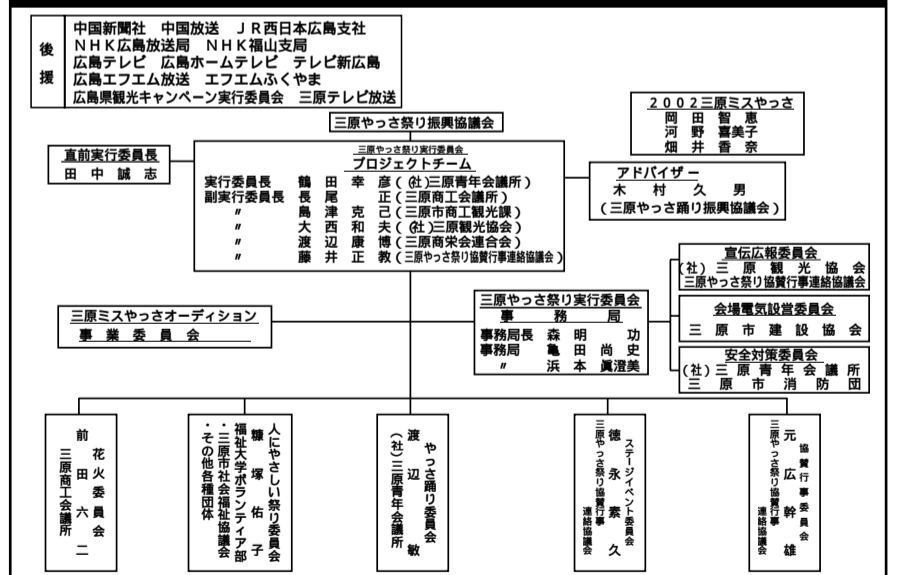 後援
中国新聞社　中国放送　ＪＲ西日本広島支社
ＮＨＫ広島放送局　ＮＨＫ福山支局
広島テレビ　広島ホームテレビ　テレビ新広島
広島エフエム放送　エフエムふくやま
広島県観光キャンペーン実行委員会　三原テレビ放送
三原やっさ祭り振興協議会
２００２三原ミスやっさ
岡田智恵
河野喜美子
畑井香奈
直前実行委員長
田中誠志
三原やっさ祭り実行委員会
プロジェクトチーム
実行委員長　鶴田幸彦（（社）三原青年会議所）
副実行委員長　長尾　正（三原商工会議所）
〃　島津克己（三原市商工観光課）
〃　大西和夫（（社）三原観光協会）
〃　渡辺康博（三原商栄会連合会）
〃　藤井正教（三原やっさ祭り協賛行事連絡協議会）
アドバイザー
木村久男
（三原やっさ踊り振興協議会）
三原ミスやっさオーディション
事業委員会
三原やっさ祭り実行委員会
事務局
事務局長　森明　功
事務局　亀田尚史
〃　浜本眞澄美
宣伝広報委員会
（社）三原観光協会
三原やっさ祭り協賛行事連絡協議会
会場電気設営委員会
三原市建設協会
安全対策委員会
（社）三原青年会議所
三原市消防団
花火委員会
前田六二
三原商工会議所
人にやさしい祭り委員会
糠塚佑子
福祉大学ボランティア部
・三原市社会福祉協議会
・その他各種団体
やっさ踊り委員会
渡辺　敏
（社）三原青年会議所
ステージイベント委員会
徳永素久
三原やっさ祭り協賛行事
連絡協議会
協賛行事委員会
元広幹雄
三原やっさ祭り協賛行事
連絡協議会